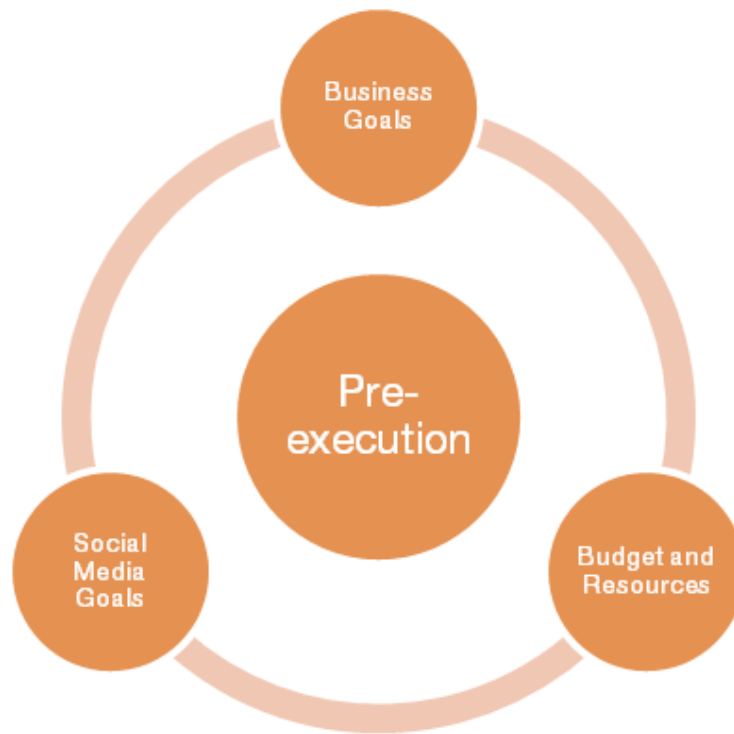 Business
Goals
Pre-
execution
Social
Media
Goals
Budget and
Resources